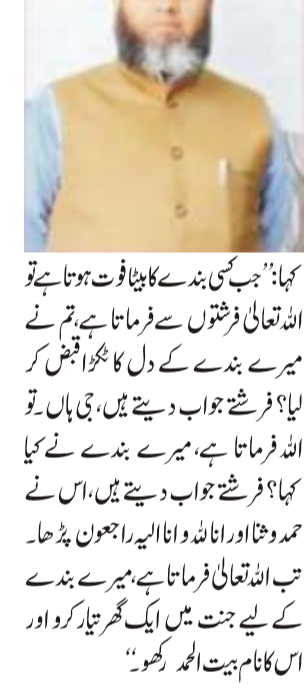 کہا: ’’جب کسی بندے کا بیٹا فوت ہوتا ہے تو
اللہ تعالیٰ فرشتوں سے فرماتا ہے، تم نے
میرے بندے کے دل کا ٹکڑا قبض کر
لیا؟ فرشتے جواب دیتے ہیں، جی ہاں۔ تو
اللہ فرماتا ہے، میرے بندے نے کیا
کہا؟ فرشتے جواب دیتے ہیں، اس نے
حمد و ثنا اور انا للہ و انا الیہ راجعون پڑھا۔
تب اللہ تعالیٰ فرماتا ہے، میرے بندے
کے لیے جنت میں ایک گھر تیار کرو اور
اس کا نام بیت الحمد رکھو۔‘‘